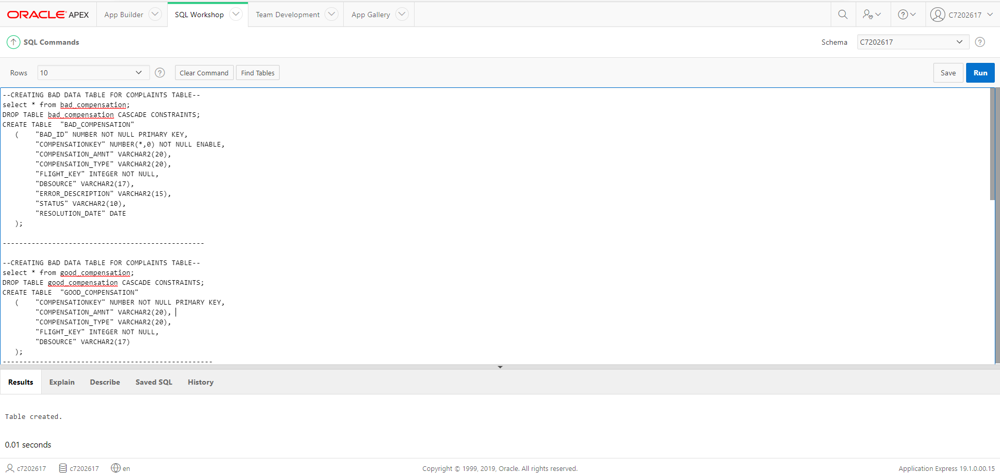 ORACLE APEX App Builder SQL Workshop Team Development App Gallery C7202617
SQL Commands Schema C7202617
Rows 10 Clear Command Find Tables Save Run
--CREATING BAD DATA TABLE FOR COMPLAINTS TABLE--
select * from bad_compensation;
DROP TABLE bad_compensation CASCADE CONSTRAINTS;
CREATE TABLE "BAD_COMPENSATION"
( "BAD_ID" NUMBER NOT NULL PRIMARY KEY,
"COMPENSATIONKEY" NUMBER(*,0) NOT NULL ENABLE,
"COMPENSATION_AMNT" VARCHAR2(20),
"COMPENSATION_TYPE" VARCHAR2(20),
"FLIGHT_KEY" INTEGER NOT NULL,
"DBSOURCE" VARCHAR2(17),
"ERROR_DESCRIPTION" VARCHAR2(15),
"STATUS" VARCHAR2(10),
"RESOLUTION_DATE" DATE
);
-------------------------------------------------
--CREATING BAD DATA TABLE FOR COMPLAINTS TABLE--
select * from good_compensation;
DROP TABLE good_compensation CASCADE CONSTRAINTS;
CREATE TABLE "GOOD_COMPENSATION"
( "COMPENSATIONKEY" NUMBER NOT NULL PRIMARY KEY,
"COMPENSATION_AMNT" VARCHAR2(20),
"COMPENSATION_TYPE" VARCHAR2(20),
"FLIGHT_KEY" INTEGER NOT NULL,
"DBSOURCE" VARCHAR2(17)
);
---------------------------------------------------
Results Explain Describe Saved SQL History
Table created.
0.01 seconds
c7202617 c7202617 en Copyright © 1999, 2019, Oracle. All rights reserved. Application Express 19.1.0.00.15